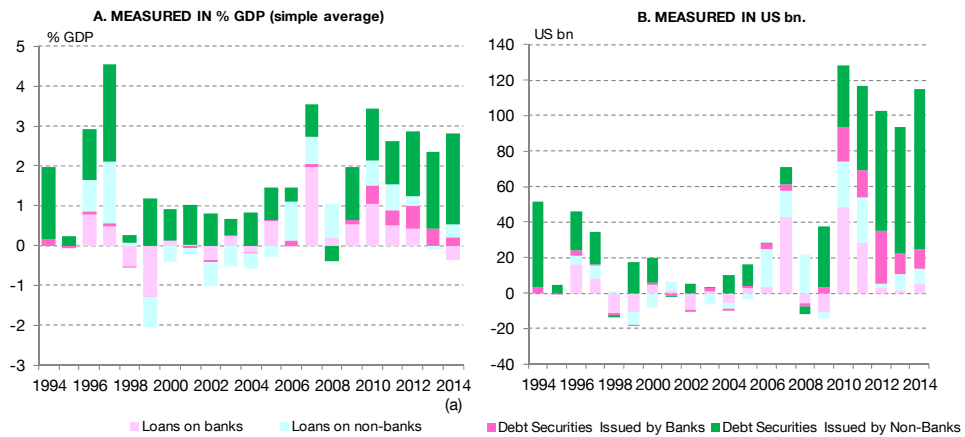 A. MEASURED IN % GDP (simple average)
% GDP
5
4
3
2
1
0
-1
-2
-3
1994 1996 1998 2000 2002 2004 2006 2008 2010 2012 2014
B. MEASURED IN US bn.
US bn
140
120
100
80
60
40
20
0
-20
-40
1994 1996 1998 2000 2002 2004 2006 2008 2010 2012 2014
(a)
Loans on banks Loans on non-banks Debt Securities Issued by Banks Debt Securities Issued by Non-Banks